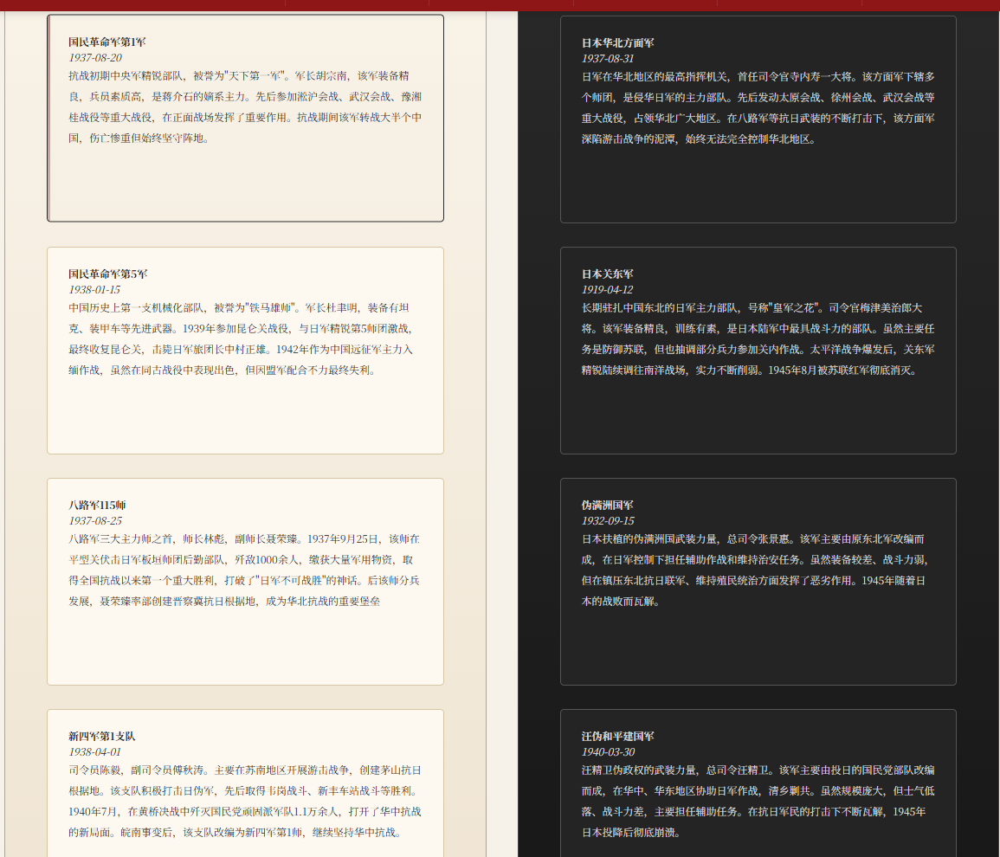 国民革命军第1军
1937-08-20
抗战初期中央军精锐部队，被誉为"天下第一军"。军长胡宗南，该军装备精
良，兵员素质高，是蒋介石的嫡系主力。先后参加淞沪会战、武汉会战、豫湘
桂战役等重大战役，在正面战场发挥了重要作用。抗战期间该军转战大半个中
国，伤亡惨重但始终坚守阵地。
国民革命军第5军
1938-01-15
中国历史上第一支机械化部队，被誉为"铁马雄师"。军长杜聿明，装备有坦
克、装甲车等先进武器。1939年参加昆仑关战役，与日军精锐第5师团激战，
最终收复昆仑关，击毙日军旅团长中村正雄。1942年作为中国远征军主力入
缅作战，虽然在同古战役中表现出色，但因盟军配合不力最终失利。
八路军115师
1937-08-25
八路军三大主力师之首，师长林彪，副师长聂荣臻。1937年9月25日，该师在
平型关伏击日军板垣师团后勤部队，歼敌1000余人，缴获大量军用物资，取
得全国抗战以来第一个重大胜利，打破了"日军不可战胜"的神话。后该师分兵
发展，聂荣臻率部创建晋察冀抗日根据地，成为华北抗战的重要堡垒
新四军第1支队
1938-04-01
司令员陈毅，副司令员傅秋涛。主要在苏南地区开展游击战争，创建茅山抗日
根据地。该支队积极打击日伪军，先后取得韦岗战斗、新丰车站战斗等胜利。
1940年7月，在黄桥决战中歼灭国民党顽固派军队1.1万余人，打开了华中抗战
的新局面。皖南事变后，该支队改编为新四军第1师，继续坚持华中抗战。
日本华北方面军
1937-08-31
日军在华北地区的最高指挥机关，首任司令官寺内寿一大将。该方面军下辖多
个师团，是侵华日军的主力部队。先后发动太原会战、徐州会战、武汉会战等
重大战役，占领华北广大地区。在八路军等抗日武装的不断打击下，该方面军
深陷游击战争的泥潭，始终无法完全控制华北地区。
日本关东军
1919-04-12
长期驻扎中国东北的日军主力部队，号称"皇军之花"。司令官梅津美治郎大
将。该军装备精良，训练有素，是日本陆军中最具战斗力的部队。虽然主要任
务是防御苏联，但也抽调部分兵力参加关内作战。太平洋战争爆发后，关东军
精锐陆续调往南洋战场，实力不断削弱。1945年8月被苏联红军彻底消灭。
伪满洲国军
1932-09-15
日本扶植的伪满洲国武装力量，总司令张景惠。该军主要由原东北军改编而
成，在日军控制下担任辅助作战和维持治安任务。虽然装备较差、战斗力弱，
但在镇压东北抗日联军、维持殖民统治方面发挥了恶劣作用。1945年随着日
本的战败而瓦解。
汪伪和平建国军
1940-03-30
汪精卫伪政权的武装力量，总司令汪精卫。该军主要由投日的国民党部队改编
而成，在华中、华东地区协助日军作战，清乡剿共。虽然规模庞大，但士气低
落、战斗力差，主要担任辅助任务。在抗日军民的打击下不断瓦解，1945年
日本投降后彻底崩溃。